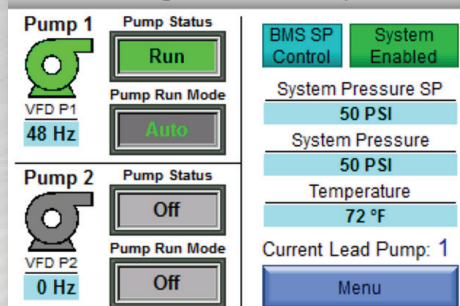 Pump 1
Pump Status
Run
Pump Run Mode
Auto
VFD P1
48 Hz
Pump 2
Pump Status
Off
Pump Run Mode
Off
VFD P2
0 Hz
BMS SP
Control
System
Enabled
System Pressure SP
50 PSI
System Pressure
50 PSI
Temperature
72 °F
Current Lead Pump: 1
Menu